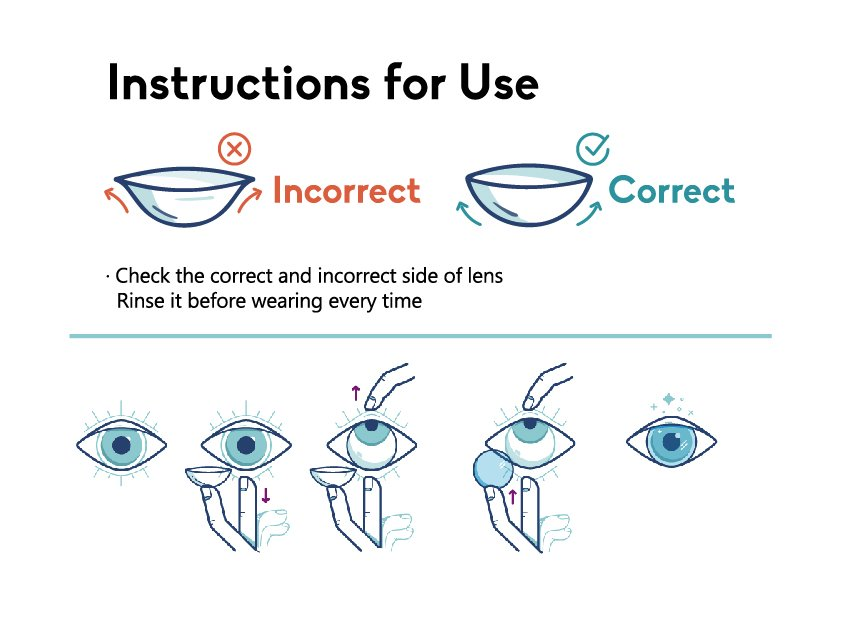 Instructions for Use
Incorrect
Correct
· Check the correct and incorrect side of lens
Rinse it before wearing every time